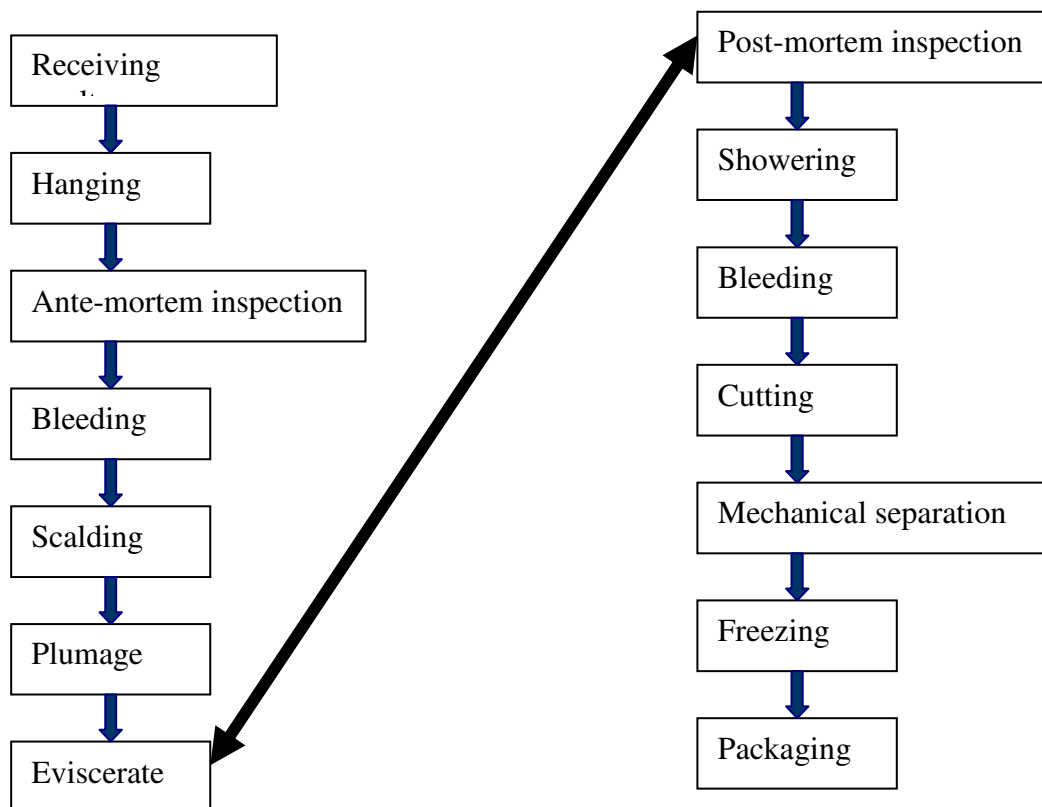 Receiving
Hanging
Ante-mortem inspection
Bleeding
Scalding
Plumage
Eviscerate
Post-mortem inspection
Showering
Bleeding
Cutting
Mechanical separation
Freezing
Packaging